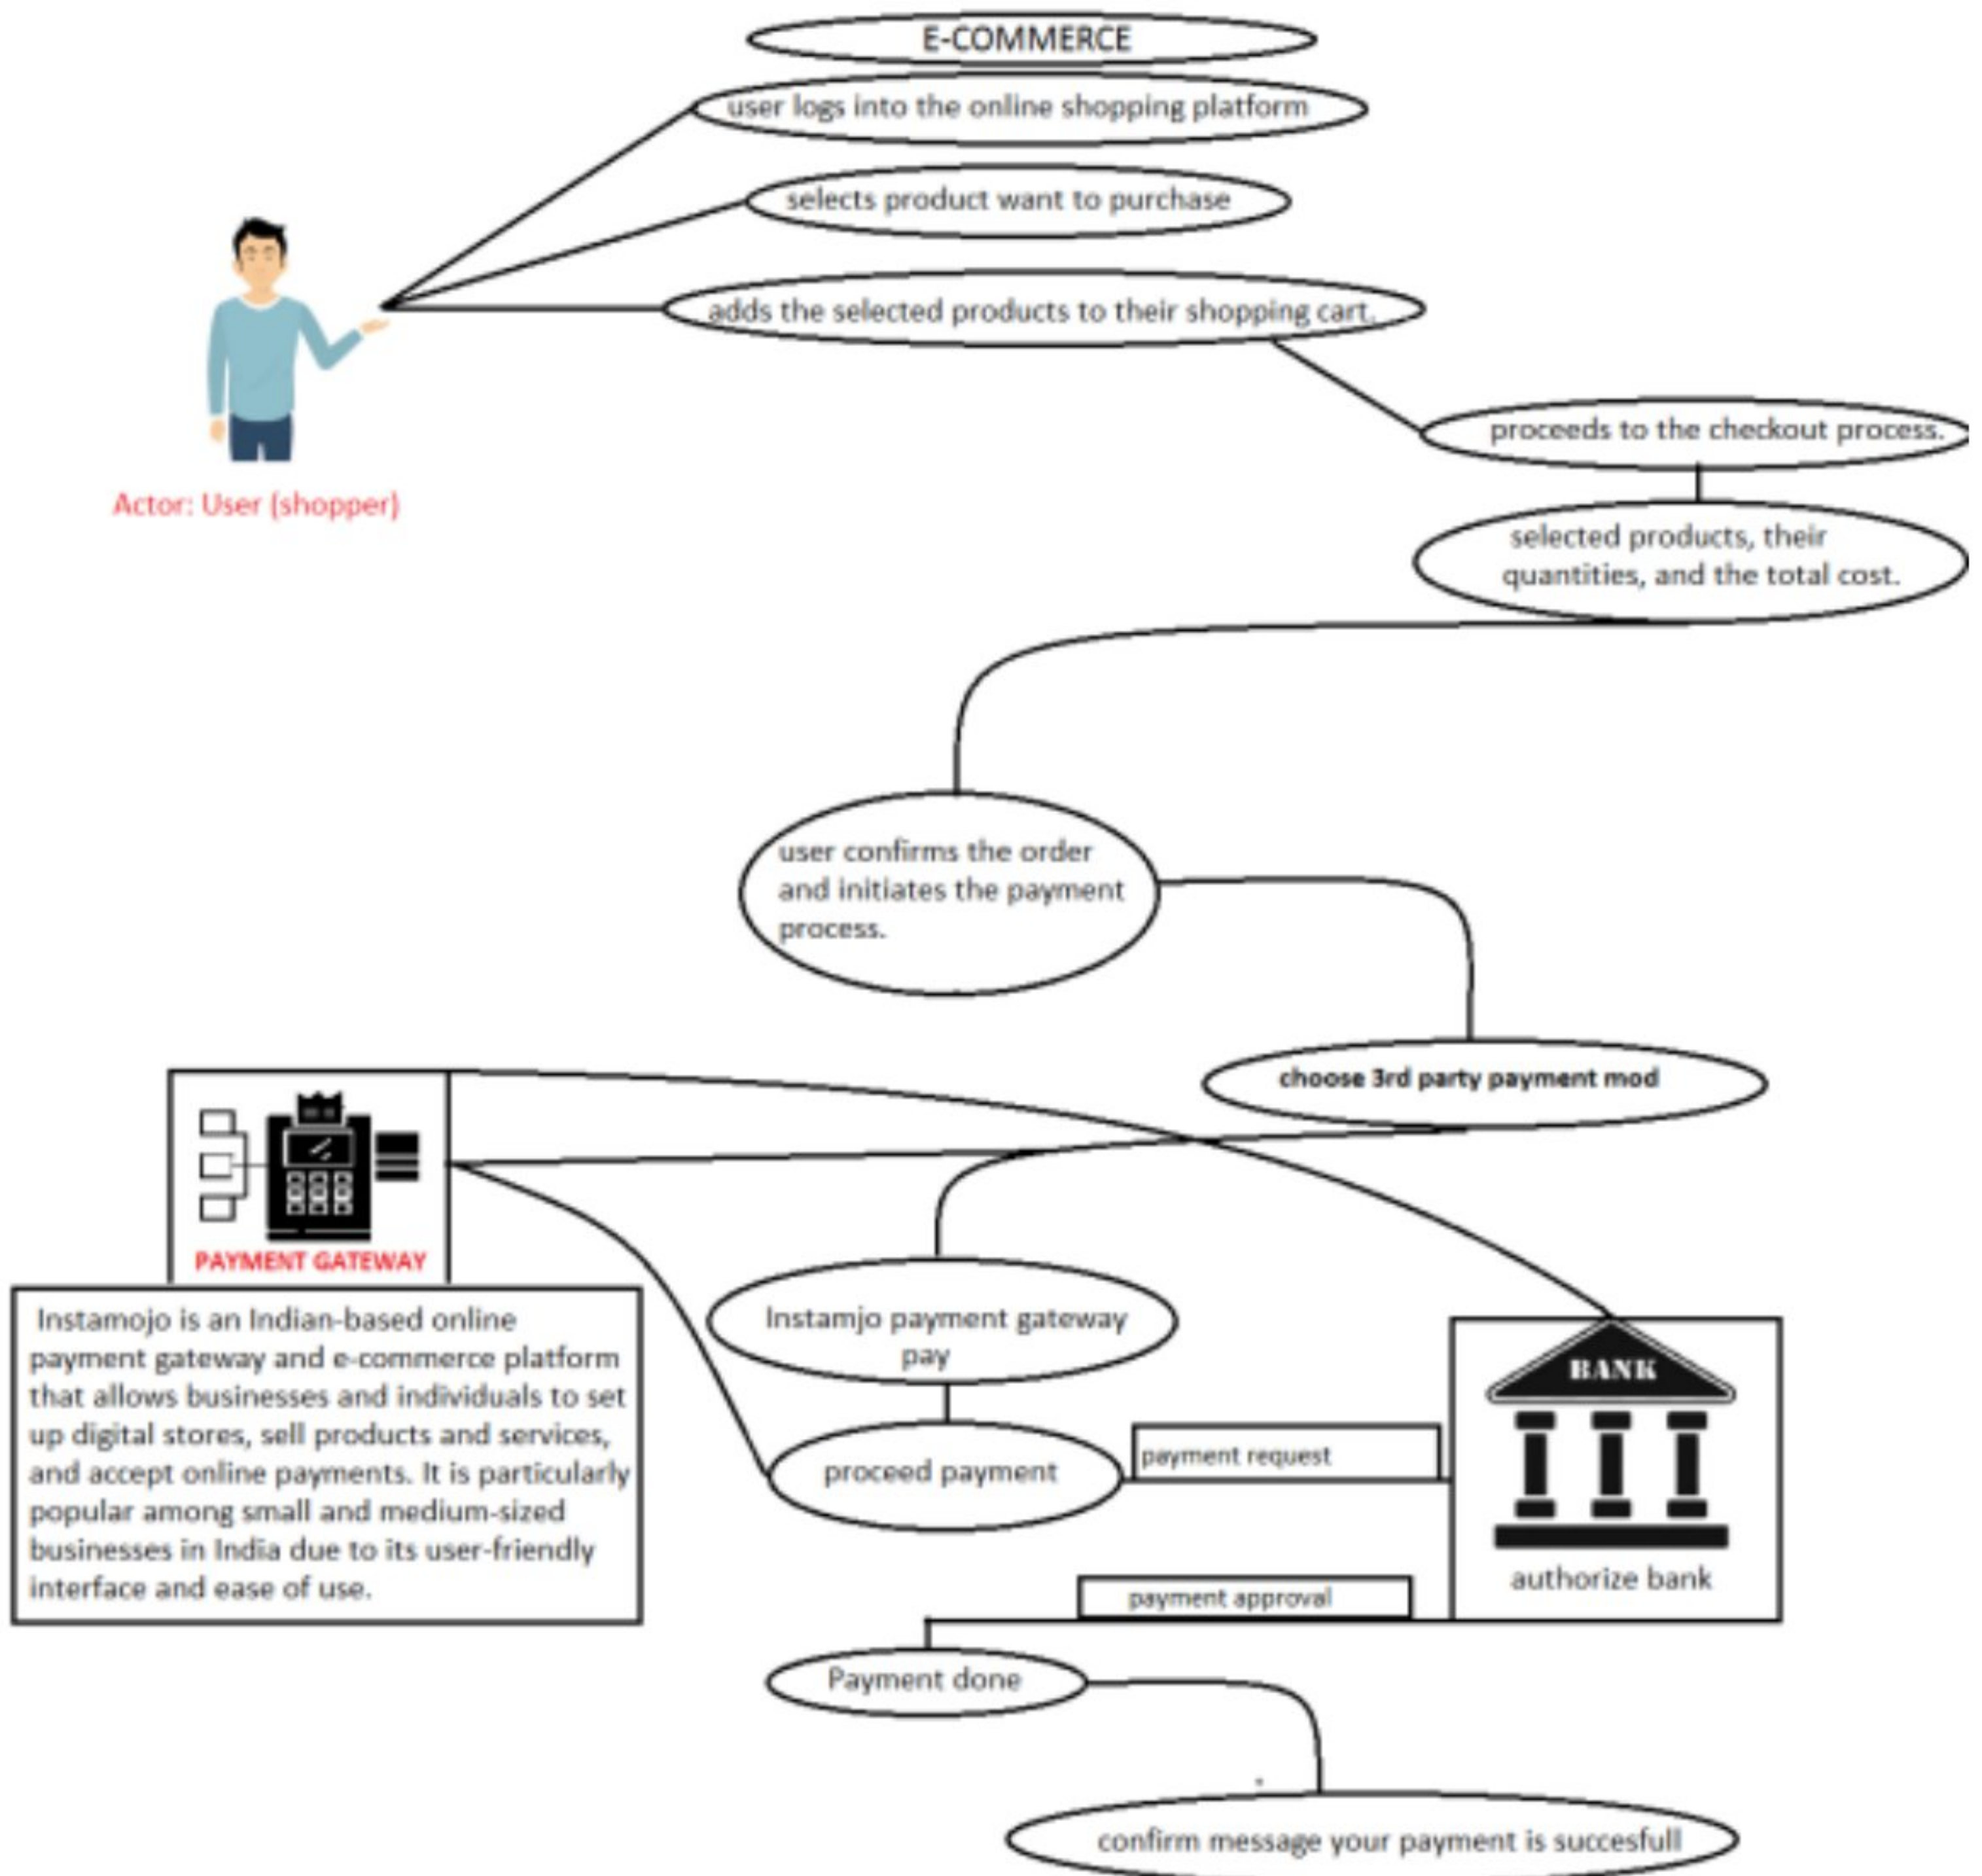 E-COMMERCE
user logs into the online shopping platform
selects product want to purchase
adds the selected products to their shopping cart.
proceeds to the checkout process.
Actor: User (shopper)
selected products, their
quantities, and the total cost.
user confirms the order
and initiates the payment
process.
choose 3rd party payment mod
PAYMENT GATEWAY
Instamojo is an Indian-based online
payment gateway and e-commerce platform
that allows businesses and individuals to set
up digital stores, sell products and services,
and accept online payments. It is particularly
popular among small and medium-sized
businesses in India due to its user-friendly
interface and ease of use.
Instamjo payment gateway
pay
proceed payment
payment request
BANK
authorize bank
payment approval
Payment done
confirm message your payment is succesfull